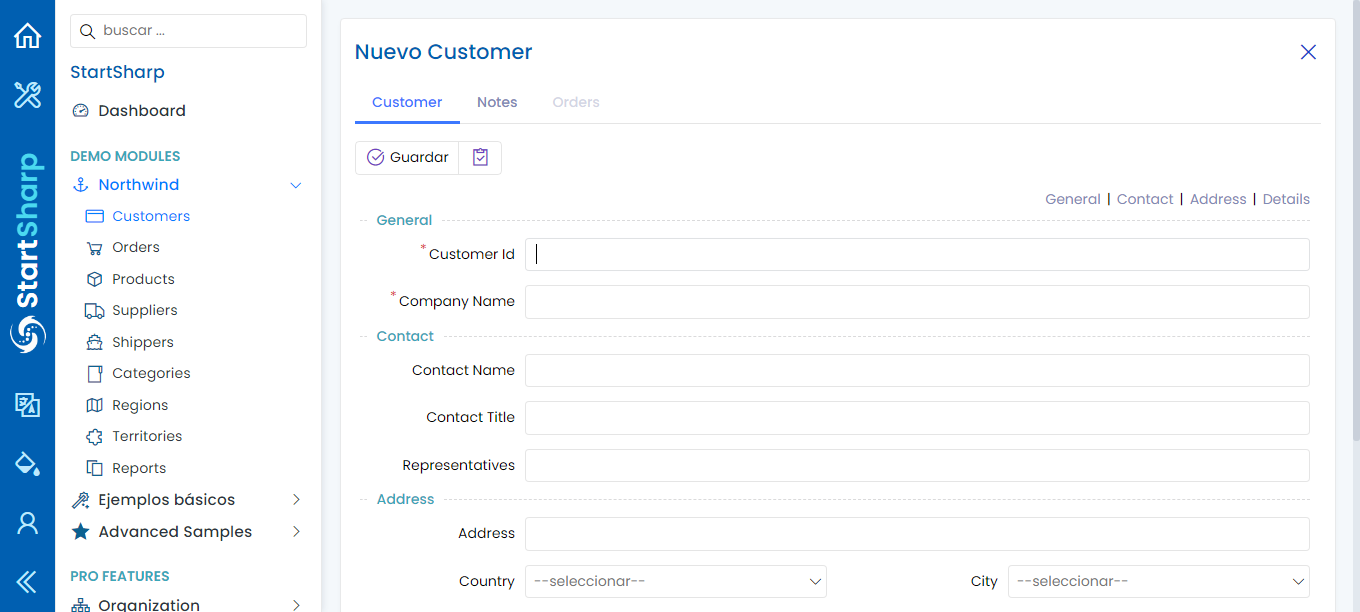 buscar ...
StartSharp
Dashboard
DEMO MODULES
Northwind
Customers
Orders
Products
Suppliers
Shippers
Categories
Regions
Territories
Reports
Ejemplos básicos
Advanced Samples
PRO FEATURES
Organization
StartSharp
Nuevo Customer
Customer Notes Orders
Guardar
General | Contact | Address | Details
General
* Customer Id
* Company Name
Contact
Contact Name
Contact Title
Representatives
Address
Address
Country --seleccionar-- City --seleccionar--